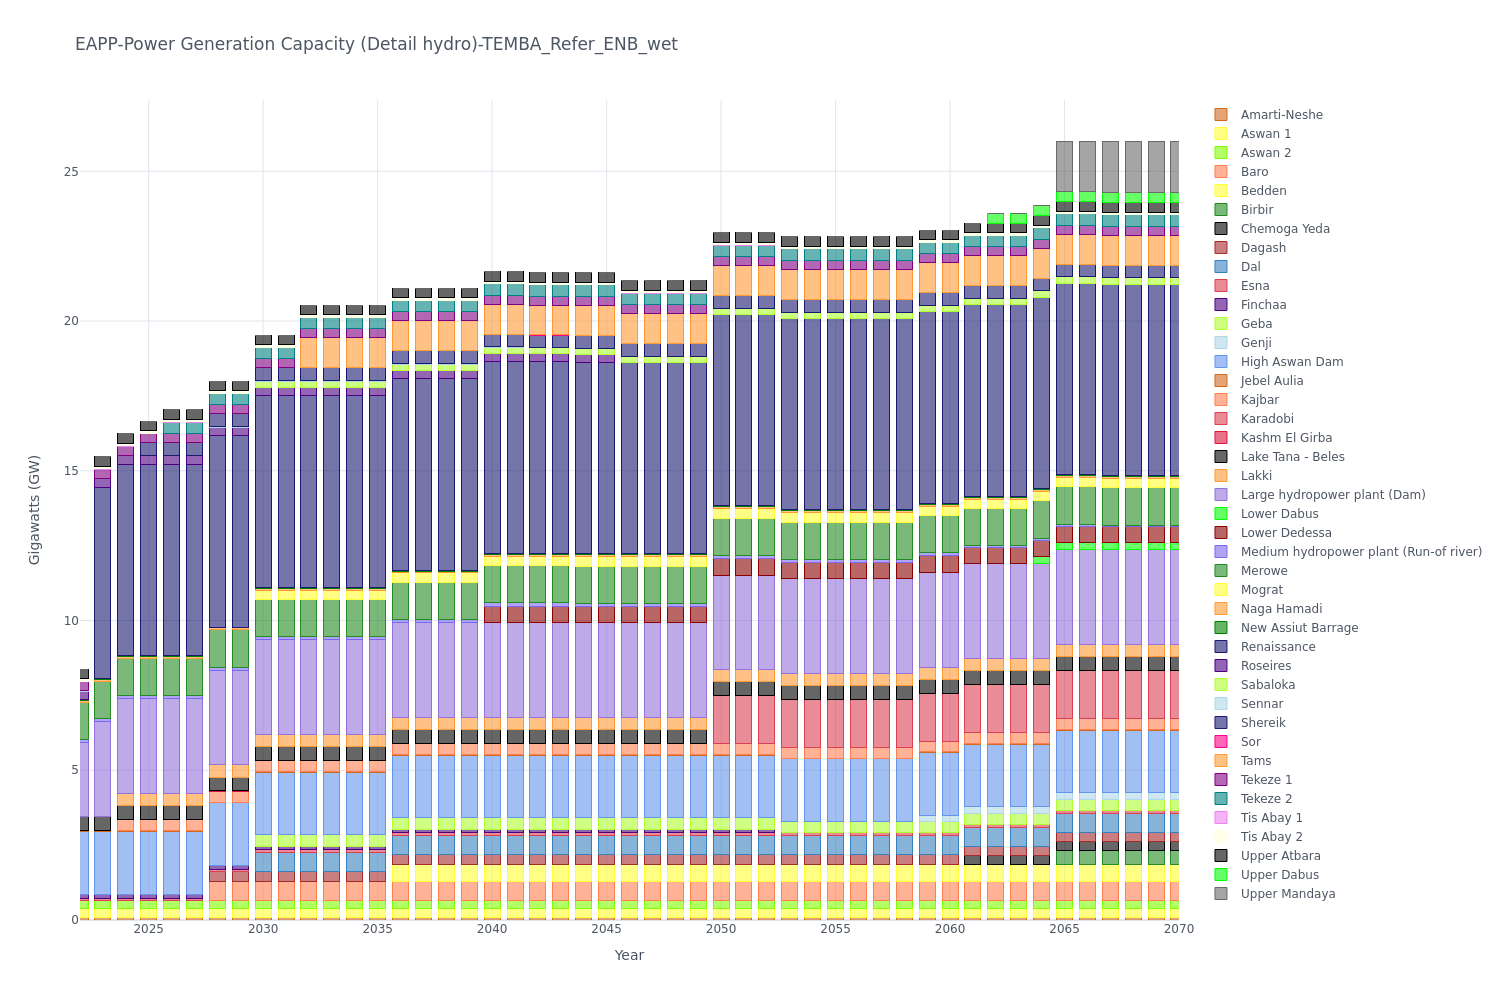 EAPP-Power Generation Capacity (Detail hydro)-TEMBA_Refer_ENB_wet
Gigawatts (GW)
25
20
15
10
5
0
2025
2030
2035
2040
2045
2050
2055
2060
2065
2070
Year
Amarti-Neshe
Aswan 1
Aswan 2
Baro
Bedden
Birbir
Chemoga Yeda
Dagash
Dal
Esna
Finchaa
Geba
Genji
High Aswan Dam
Jebel Aulia
Kajbar
Karadobi
Kashm El Girba
Lake Tana - Beles
Lakki
Large hydropower plant (Dam)
Lower Dabus
Lower Dedessa
Medium hydropower plant (Run-of river)
Merowe
Mograt
Naga Hamadi
New Assiut Barrage
Renaissance
Roseires
Sabaloka
Sennar
Shereik
Sor
Tams
Tekeze 1
Tekeze 2
Tis Abay 1
Tis Abay 2
Upper Atbara
Upper Dabus
Upper Mandaya